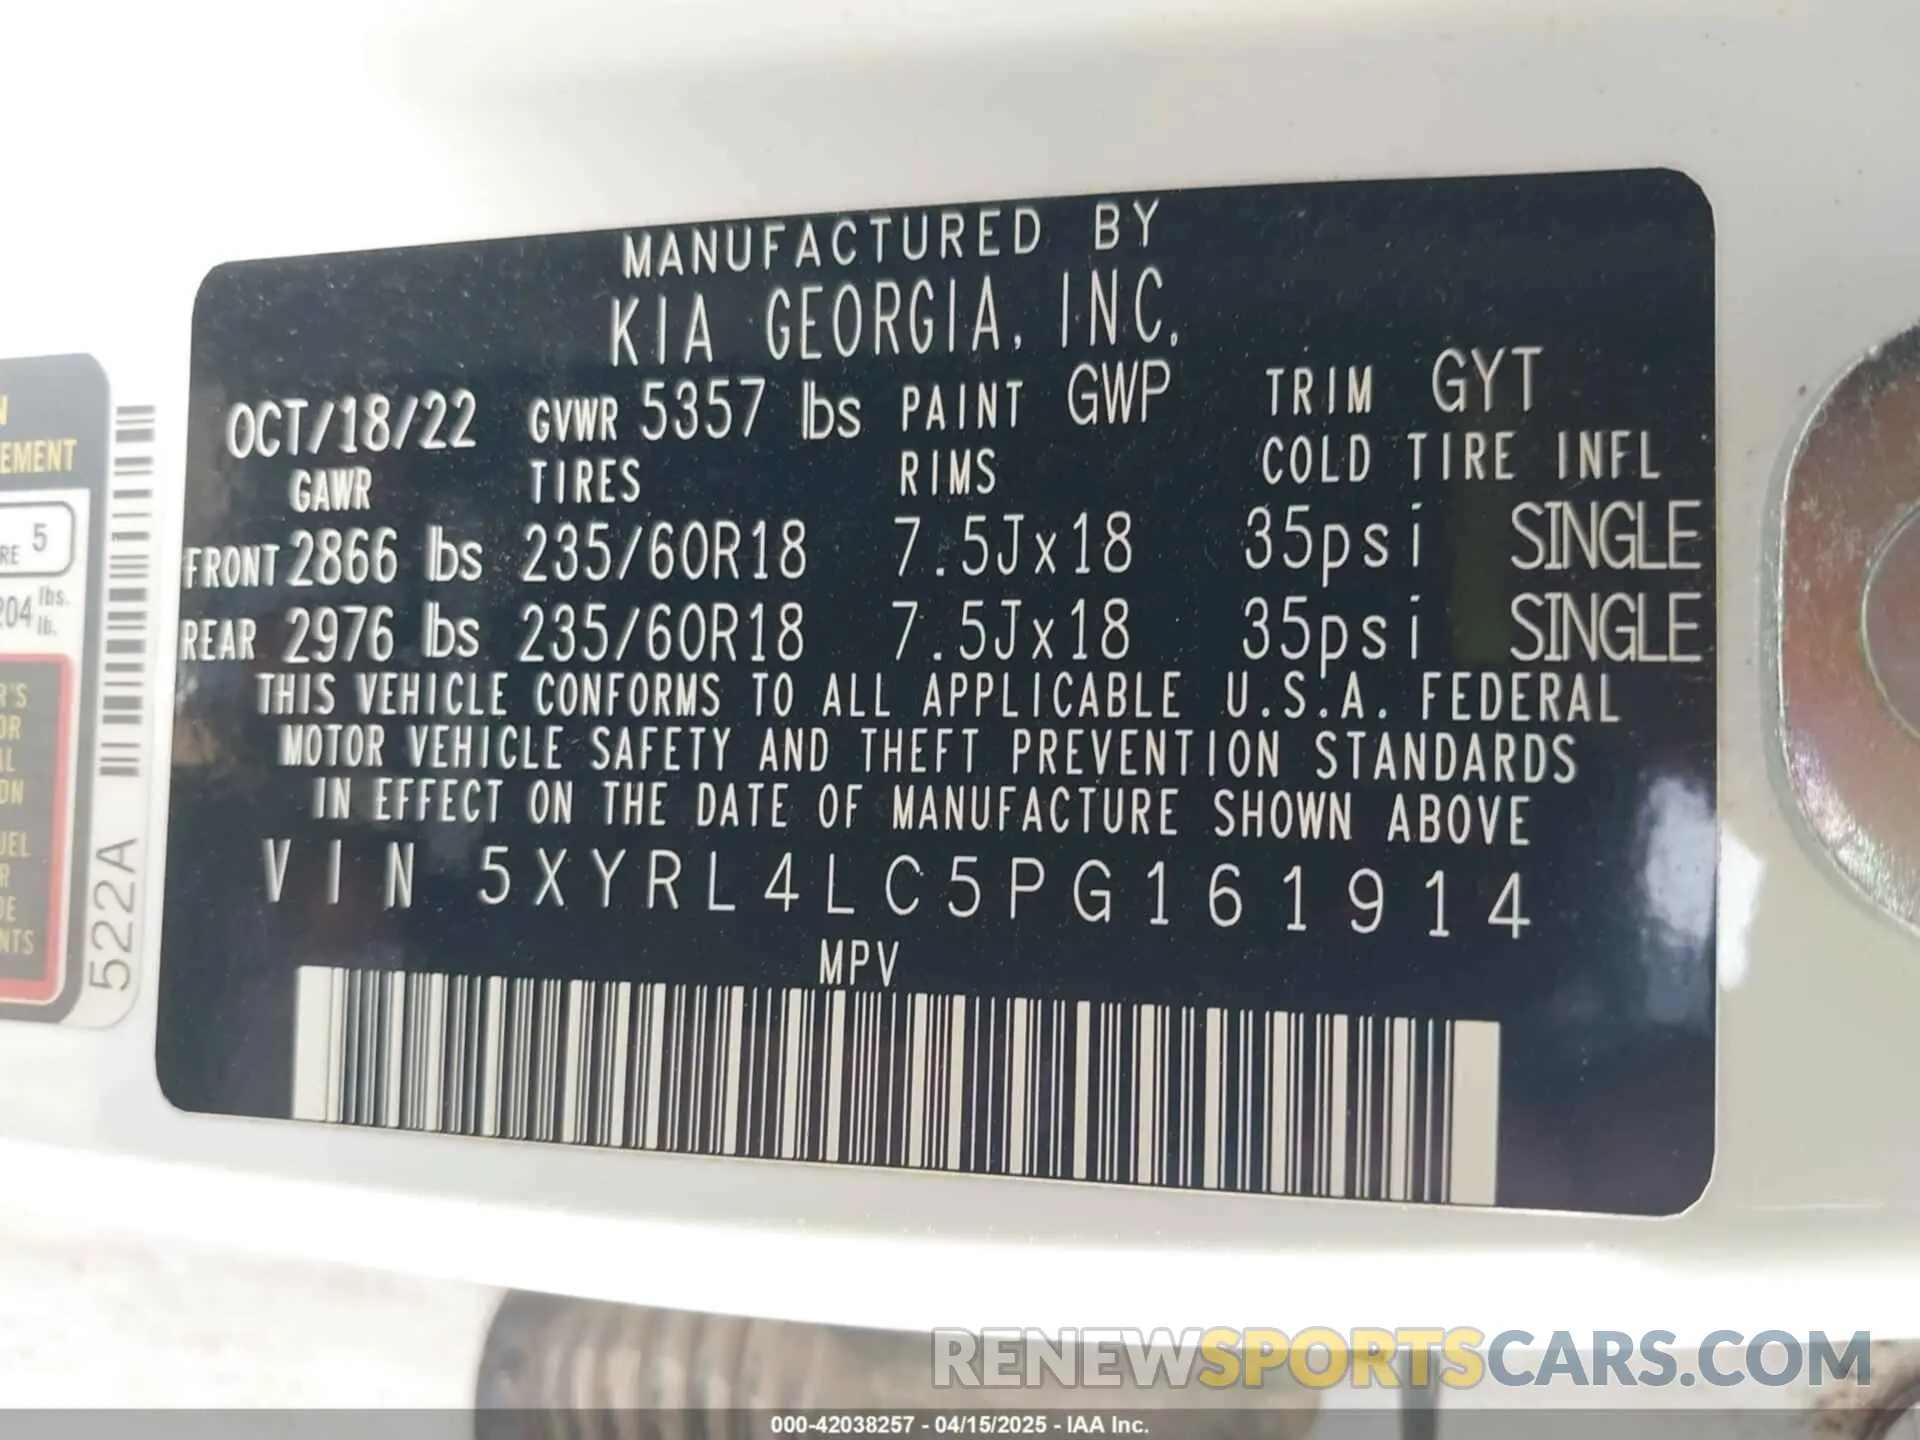 MANUFACTURED BY
KIA GEORGIA, INC.
OCT/18/22 GVWR 5357 lbs PAINT GWP TRIM GYT
GAWR TIRES RIMS COLD TIRE INFL
FRONT 2866 lbs 235/60R18 7.5Jx18 35psi SINGLE
REAR 2976 lbs 235/60R18 7.5Jx18 35psi SINGLE
THIS VEHICLE CONFORMS TO ALL APPLICABLE U.S.A. FEDERAL
MOTOR VEHICLE SAFETY AND THEFT PREVENTION STANDARDS
IN EFFECT ON THE DATE OF MANUFACTURE SHOWN ABOVE
VIN 5XYRL4LC5PG161914
MPV
5
lbs.
lb.
522A
RENEWSPORTSCARS.COM
000-42038257 - 04/15/2025 - IAA Inc.